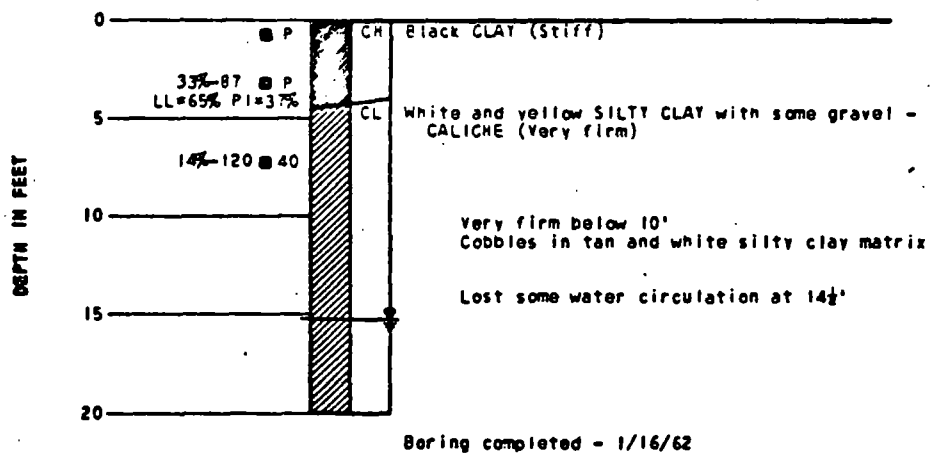 0
P CH Black CLAY (Stiff)
33%-87 P
LL=65% PI=37%
CL White and yellow SILTY CLAY with some gravel -
5
CALICHE (Very firm)
14%-120 40
DEPTH IN FEET
10
Very firm below 10'
Cobbles in tan and white silty clay matrix
Lost some water circulation at 14½'
15
20
Boring completed - 1/16/62